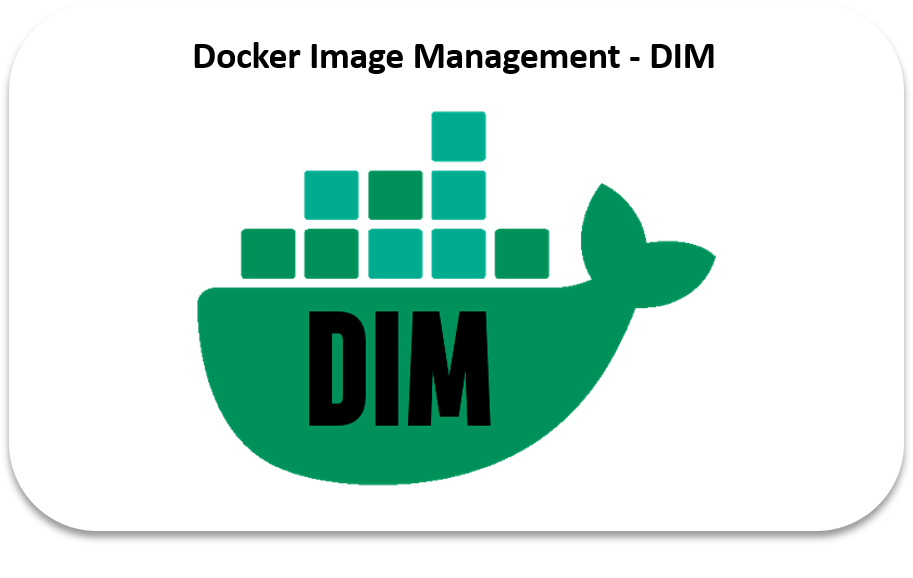 Docker Image Management - DIM
DIM